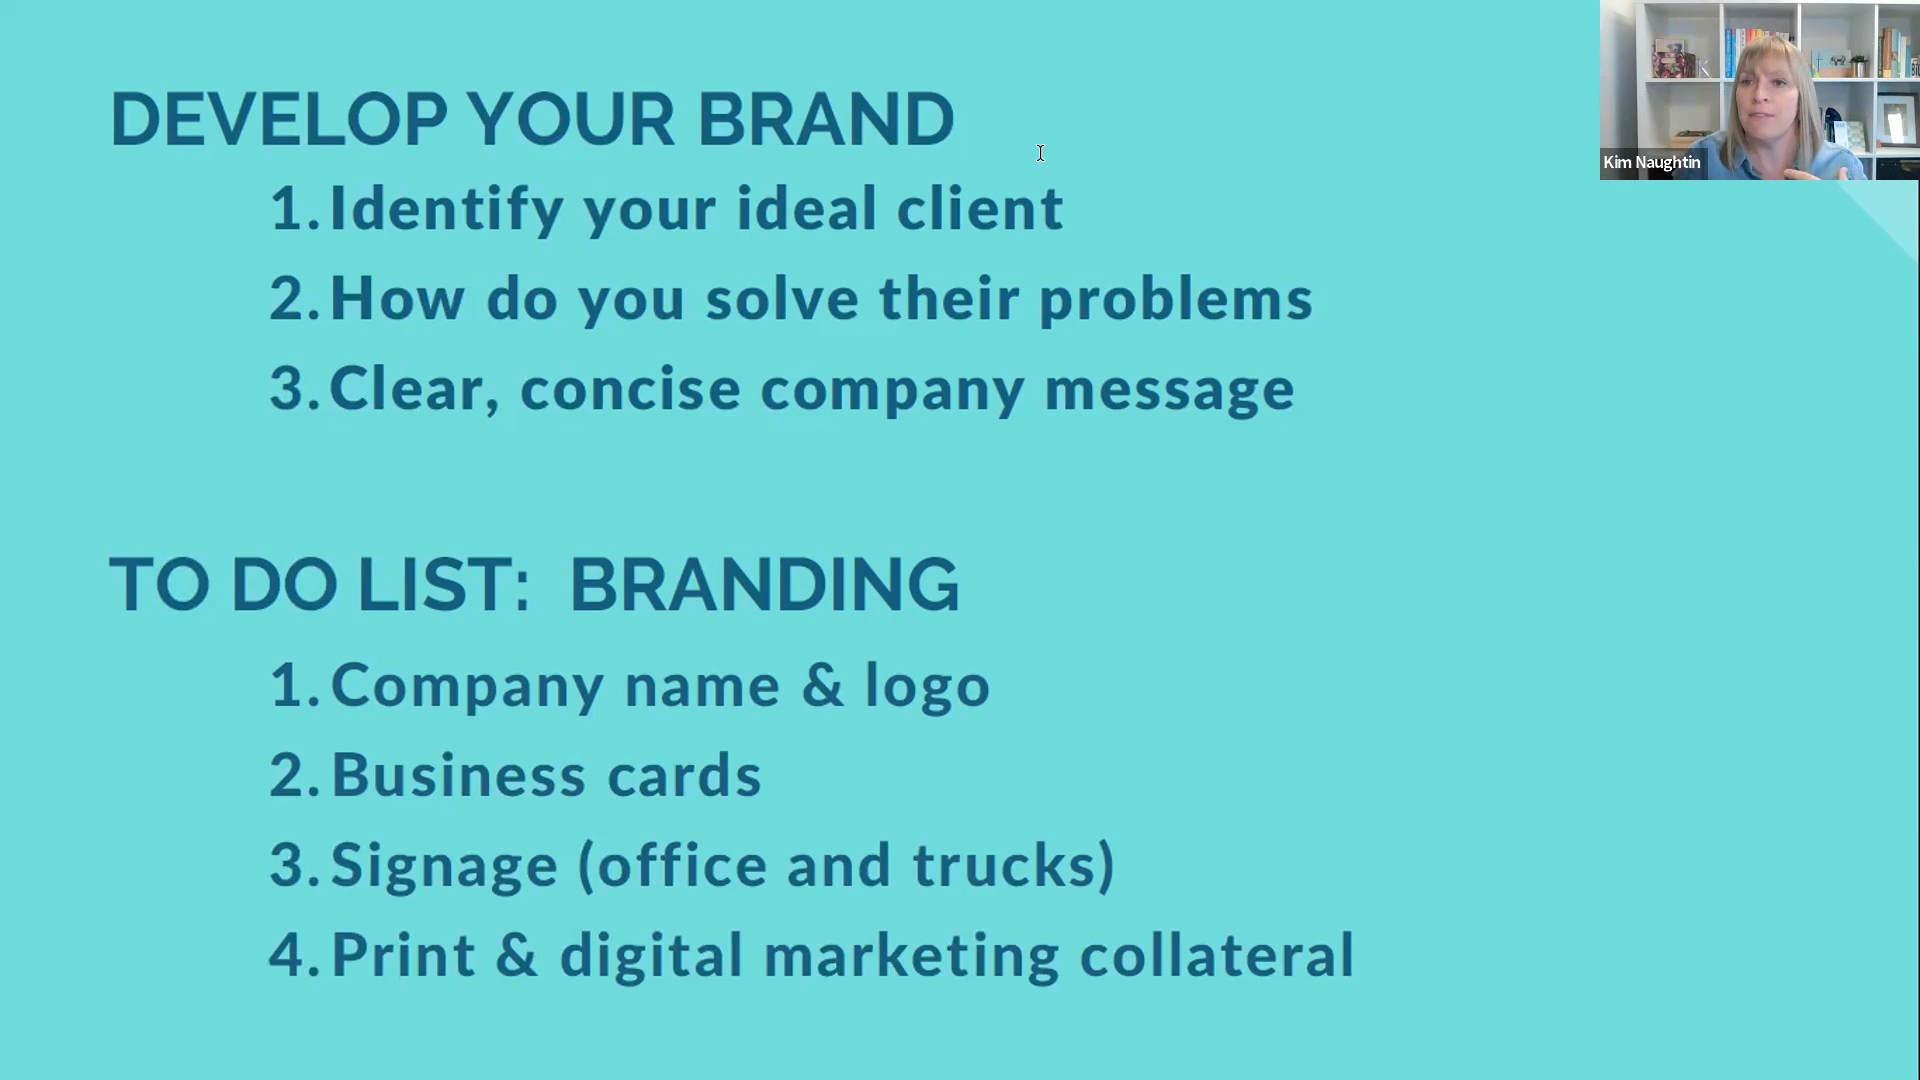 DEVELOP YOUR BRAND
1. Identify your ideal client
2. How do you solve their problems
3. Clear, concise company message
TO DO LIST: BRANDING
1. Company name & logo
2. Business cards
3. Signage (office and trucks)
4. Print & digital marketing collateral
Kim Naughtin